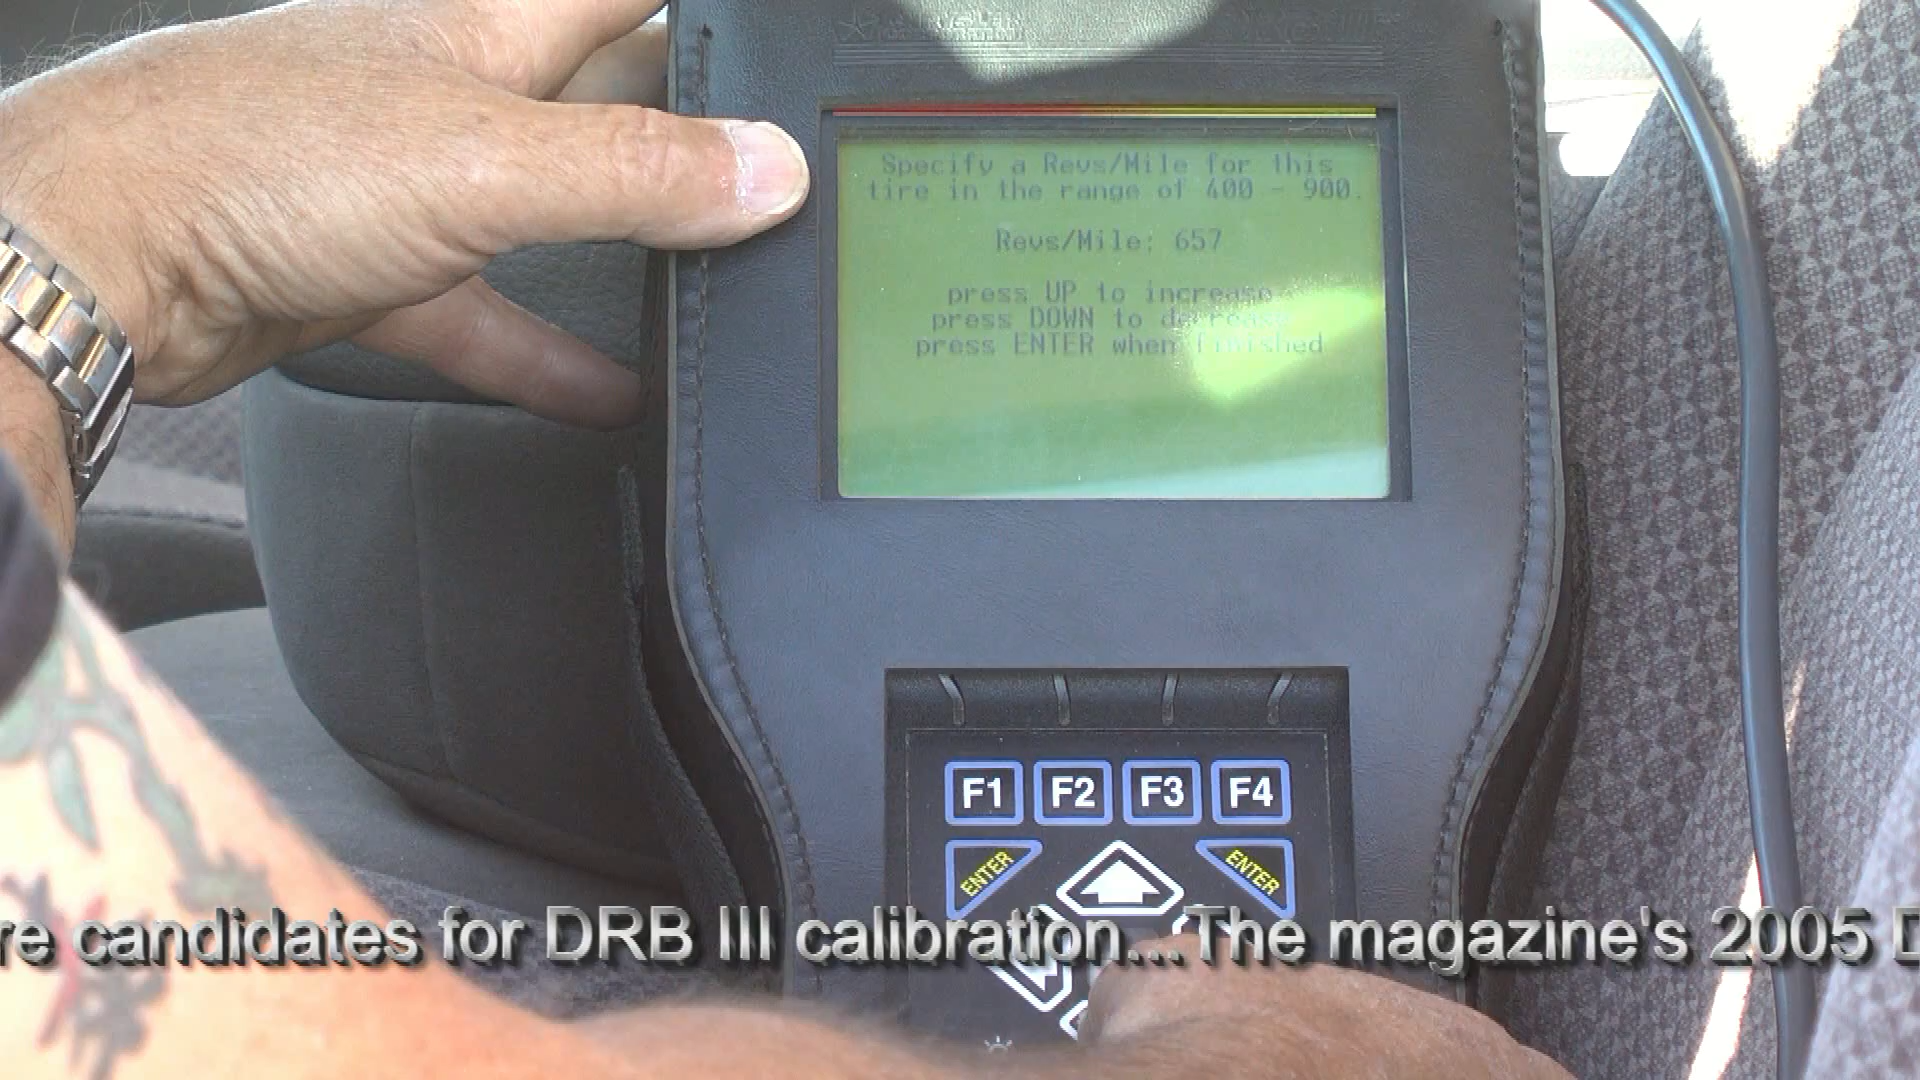 Specify a Revs/Mile for this
tire in the range of 400 - 900.
Revs/Mile: 657
press UP to increase
press DOWN to decrease
press ENTER when finished
F1 F2 F3 F4
ENTER ENTER
re candidates for DRB III calibration...The magazine's 2005 D